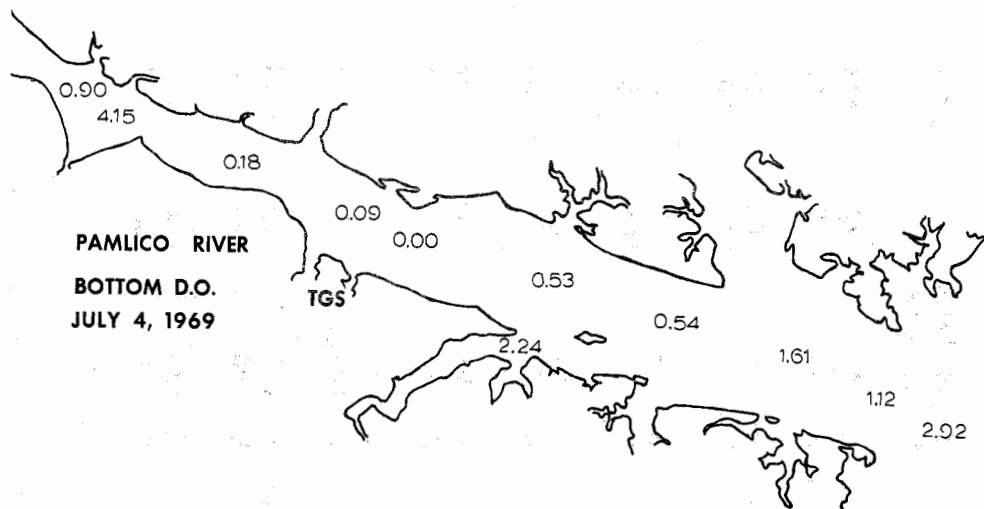 0.90
4.15
0.18
0.09
0.00
PAMLICO RIVER
BOTTOM D.O.
JULY 4, 1969
TGS
0.53
0.54
2.24
1.61
1.12
2.92